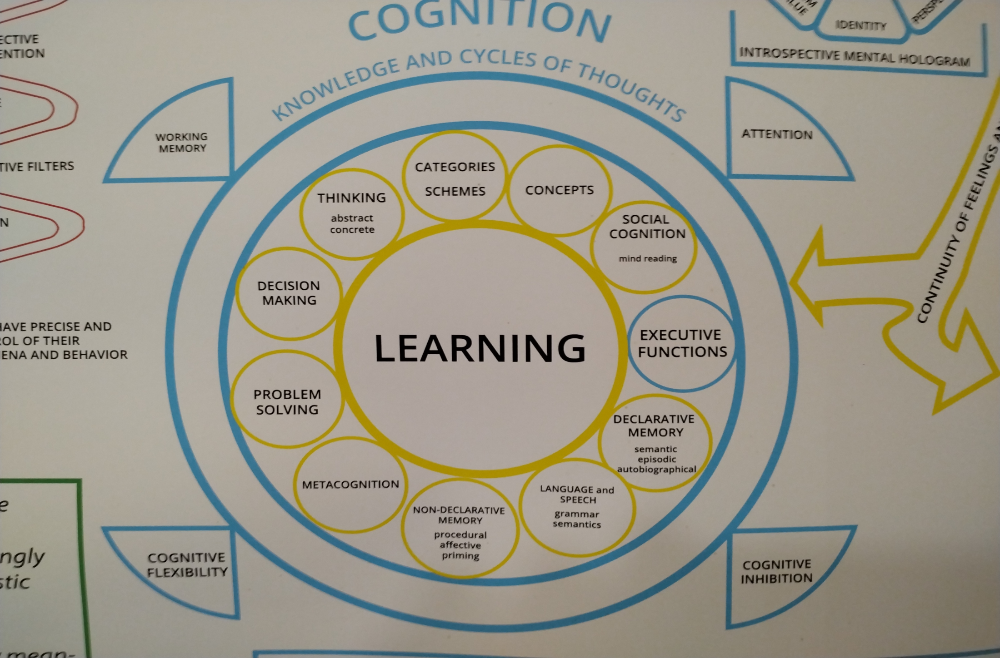 COGNITION
KNOWLEDGE AND CYCLES OF THOUGHTS
IDENTITY
INTROSPECTIVE MENTAL HOLOGRAM
WORKING
MEMORY
ATTENTION
TIVE FILTERS
CATEGORIES
SCHEMES
CONCEPTS
THINKING
abstract
concrete
SOCIAL
COGNITION
mind reading
DECISION
MAKING
LEARNING
EXECUTIVE
FUNCTIONS
PROBLEM
SOLVING
DECLARATIVE
MEMORY
semantic
episodic
autobiographical
METACOGNITION
NON-DECLARATIVE
MEMORY
procedural
affective
priming
LANGUAGE and
SPEECH
grammar
semantics
COGNITIVE
FLEXIBILITY
COGNITIVE
INHIBITION
CONTINUITY OF FEELINGS
ECTIVE
ENTION
N
HAVE PRECISE AND
ROL OF THEIR
ENA AND BEHAVIOR
e
ngly
stic
mean-